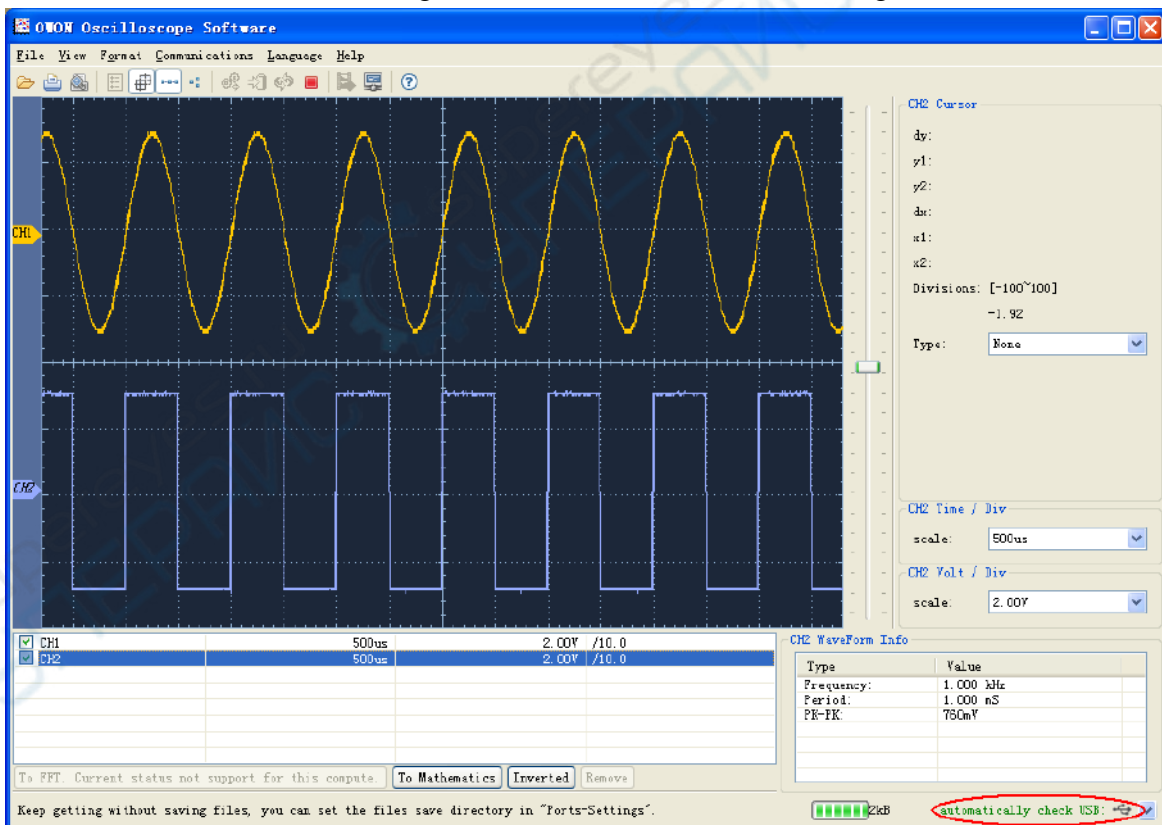 OWON Oscilloscope Software
File View Format Communications Language Help
CH1
CH2
CH2 Cursor
dy:
y1:
y2:
dx:
x1:
x2:
Divisions: [-100~100]
-1.92
Type: None
CH2 Time / Div
scale: 500us
CH2 Volt / Div
scale: 2.00V
CH1 500us 2.00V /10.0
CH2 500us 2.00V /10.0
CH2 WaveForm Info
Type Value
Frequency: 1.000 kHz
Period: 1.000 mS
PK-PK: 760mV
To FFT. Current status not support for this compute. To Mathematics Inverted Remove
Keep getting without saving files, you can set the files save directory in "Ports-Settings". 2kB automatically check USB: